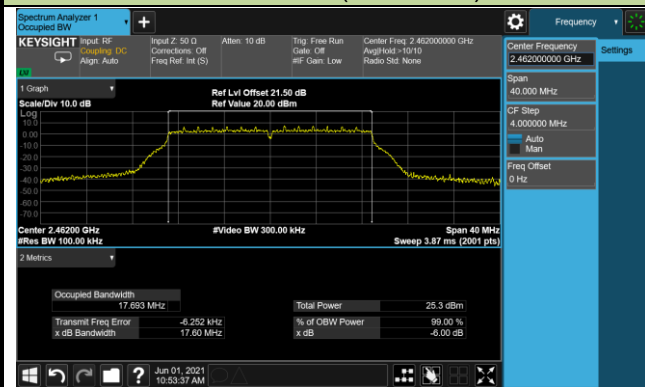 Spectrum Analyzer 1
Occupied BW
Frequency
KEYSIGHT
Input: RF
Coupling: DC
Align: Auto
Input Z: 50 Ω
Corrections: Off
Freq Ref: Int (S)
Atten: 10 dB
Trig: Free Run
Gate: Off
#IF Gain: Low
Center Freq: 2.462000000 GHz
Avg|Hold:>10/10
Radio Std: None
Center Frequency
2.462000000 GHz
Settings
Span
40.000 MHz
CF Step
4.000000 MHz
Auto
Man
Freq Offset
0 Hz
1 Graph
Scale/Div 10.0 dB
Ref Lvl Offset 21.50 dB
Ref Value 20.00 dBm
Log
10.0
0.00
-10.0
-20.0
-30.0
-40.0
-50.0
-60.0
-70.0
Center 2.46200 GHz
#Res BW 100.00 kHz
#Video BW 300.00 kHz
Span 40 MHz
Sweep 3.87 ms (2001 pts)
2 Metrics
Occupied Bandwidth
17.693 MHz
Total Power 25.3 dBm
Transmit Freq Error -6.252 kHz
% of OBW Power 99.00 %
x dB Bandwidth 17.60 MHz
x dB -6.00 dB
Jun 01, 2021
10:53:37 AM